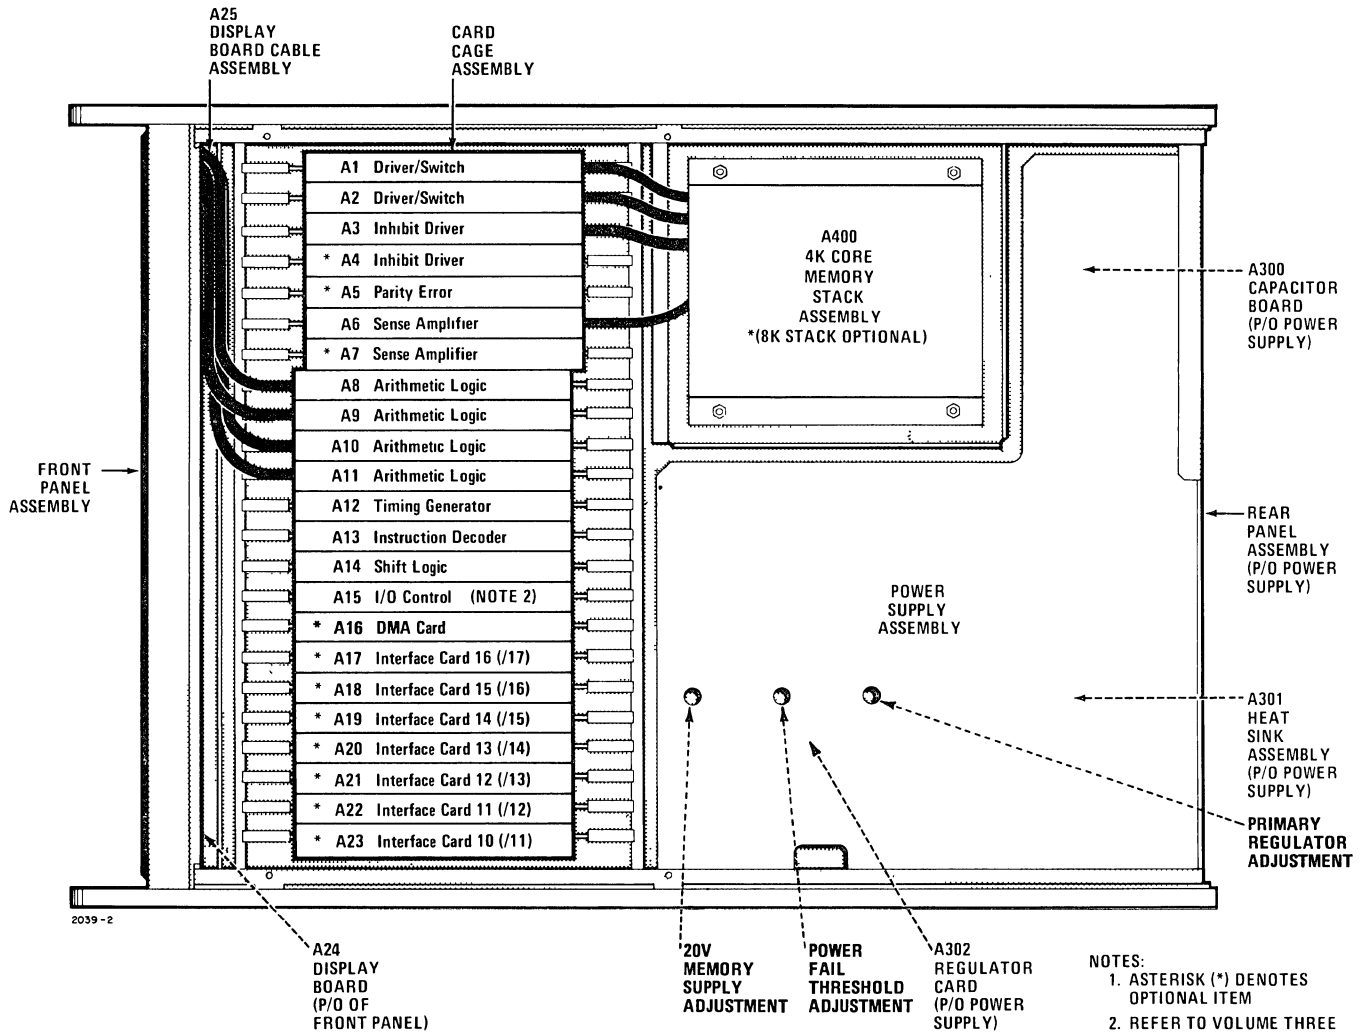 A25
DISPLAY
BOARD CABLE
ASSEMBLY
CARD
CAGE
ASSEMBLY
A1 Driver/Switch
A2 Driver/Switch
A3 Inhibit Driver
* A4 Inhibit Driver
* A5 Parity Error
A6 Sense Amplifier
* A7 Sense Amplifier
A8 Arithmetic Logic
A9 Arithmetic Logic
A10 Arithmetic Logic
A11 Arithmetic Logic
A12 Timing Generator
A13 Instruction Decoder
A14 Shift Logic
A15 I/O Control (NOTE 2)
* A16 DMA Card
* A17 Interface Card 16 (/17)
* A18 Interface Card 15 (/16)
* A19 Interface Card 14 (/15)
* A20 Interface Card 13 (/14)
* A21 Interface Card 12 (/13)
* A22 Interface Card 11 (/12)
* A23 Interface Card 10 (/11)
A400
4K CORE
MEMORY
STACK
ASSEMBLY
*(8K STACK OPTIONAL)
A300
CAPACITOR
BOARD
(P/O POWER
SUPPLY)
FRONT
PANEL
ASSEMBLY
REAR
PANEL
ASSEMBLY
(P/O POWER
SUPPLY)
POWER
SUPPLY
ASSEMBLY
A301
HEAT
SINK
ASSEMBLY
(P/O POWER
SUPPLY)
PRIMARY
REGULATOR
ADJUSTMENT
2039-2
A24
DISPLAY
BOARD
(P/O OF
FRONT PANEL)
20V
MEMORY
SUPPLY
ADJUSTMENT
POWER
FAIL
THRESHOLD
ADJUSTMENT
A302
REGULATOR
CARD
(P/O POWER
SUPPLY)
NOTES:
1. ASTERISK (*) DENOTES
OPTIONAL ITEM
2. REFER TO VOLUME THREE